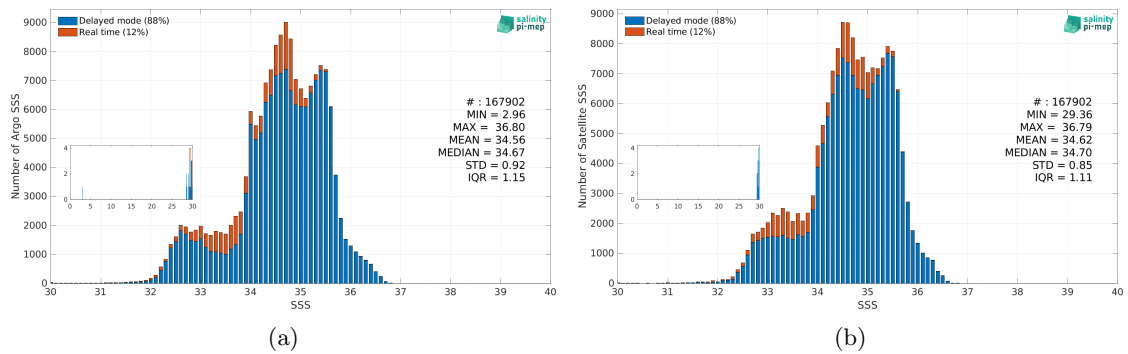 Delayed mode (88%)
Real time (12%)
salinity
pi-mep
Number of Argo SSS
9000
8000
7000
6000
5000
4000
3000
2000
1000
0
# : 167902
MIN = 2.96
MAX = 36.80
MEAN = 34.56
MEDIAN = 34.67
STD = 0.92
IQR = 1.15
4
2
0
0 5 10 15 20 25 30
30 31 32 33 34 35 36 37 38 39 40
SSS
(a)
Delayed mode (88%)
Real time (12%)
salinity
pi-mep
Number of Satellite SSS
9000
8000
7000
6000
5000
4000
3000
2000
1000
0
# : 167902
MIN = 29.36
MAX = 36.79
MEAN = 34.62
MEDIAN = 34.70
STD = 0.85
IQR = 1.11
4
2
0
0 5 10 15 20 25 30
30 31 32 33 34 35 36 37 38 39 40
SSS
(b)